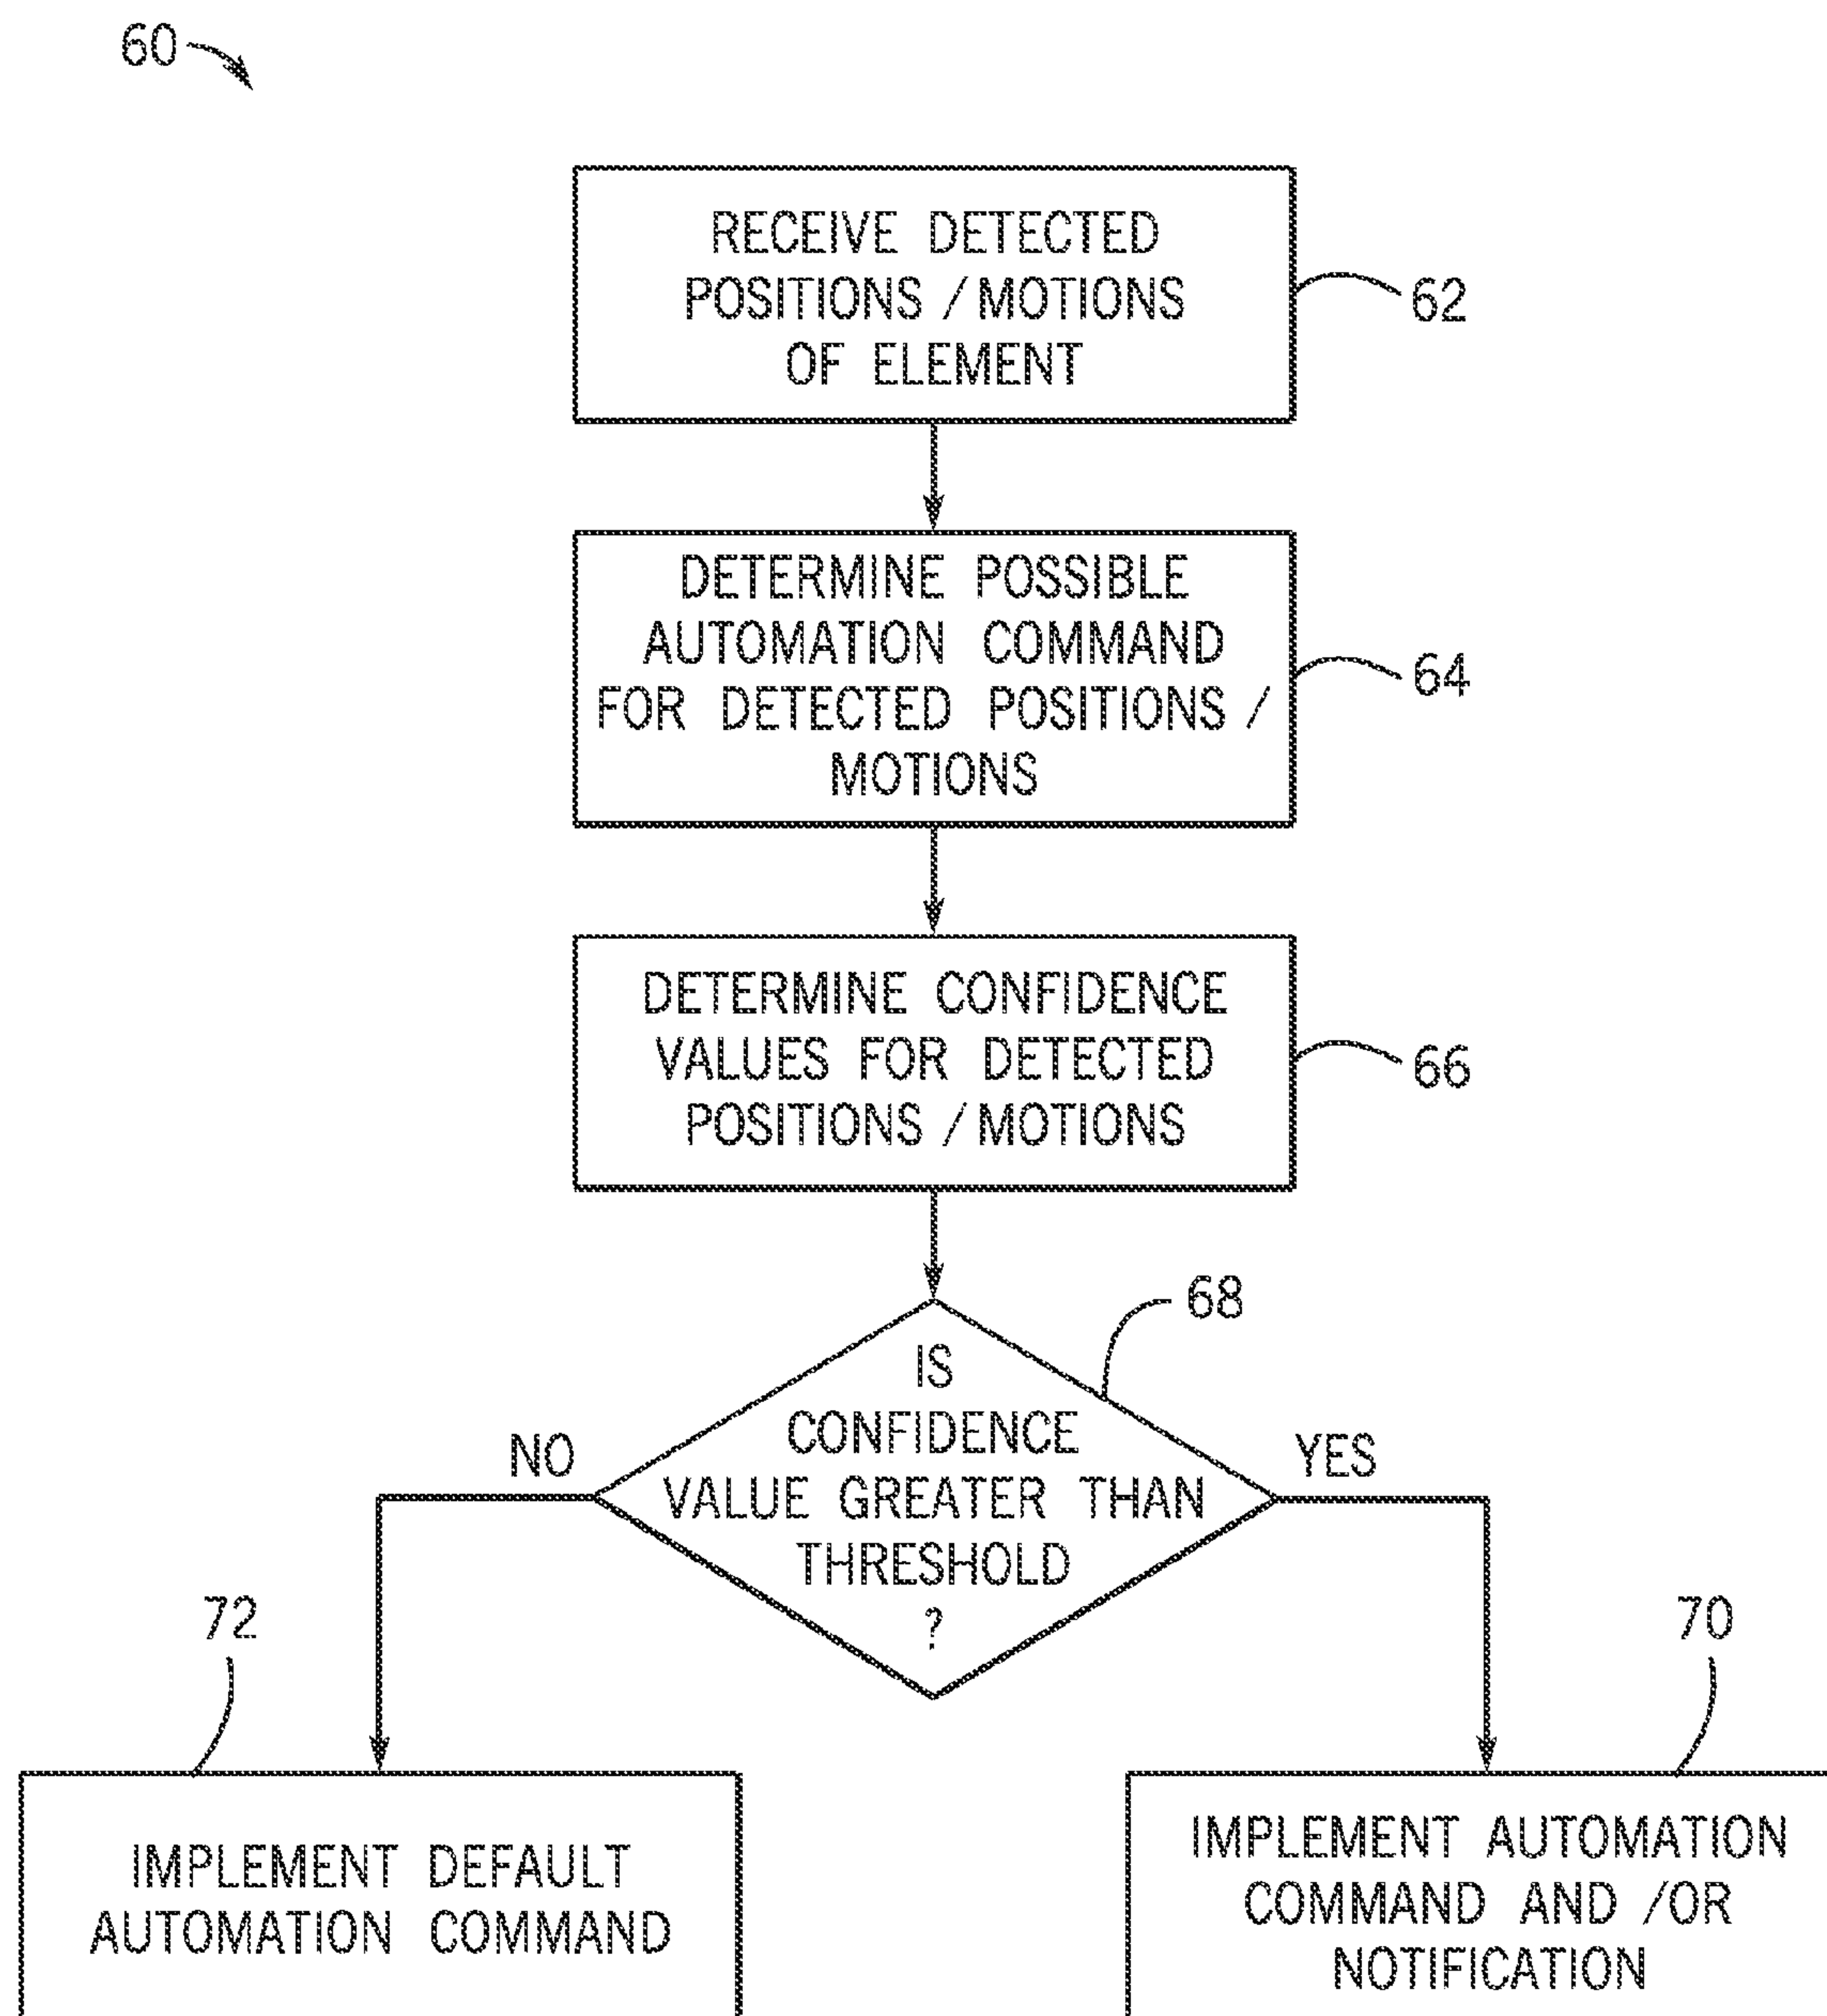 60
RECEIVE DETECTED
POSITIONS / MOTIONS
OF ELEMENT
62
DETERMINE POSSIBLE
AUTOMATION COMMAND
FOR DETECTED POSITIONS /
MOTIONS
64
DETERMINE CONFIDENCE
VALUES FOR DETECTED
POSITIONS / MOTIONS
66
68
IS
CONFIDENCE
VALUE GREATER THAN
THRESHOLD
?
NO
YES
72
70
IMPLEMENT DEFAULT
AUTOMATION COMMAND
IMPLEMENT AUTOMATION
COMMAND AND /OR
NOTIFICATION